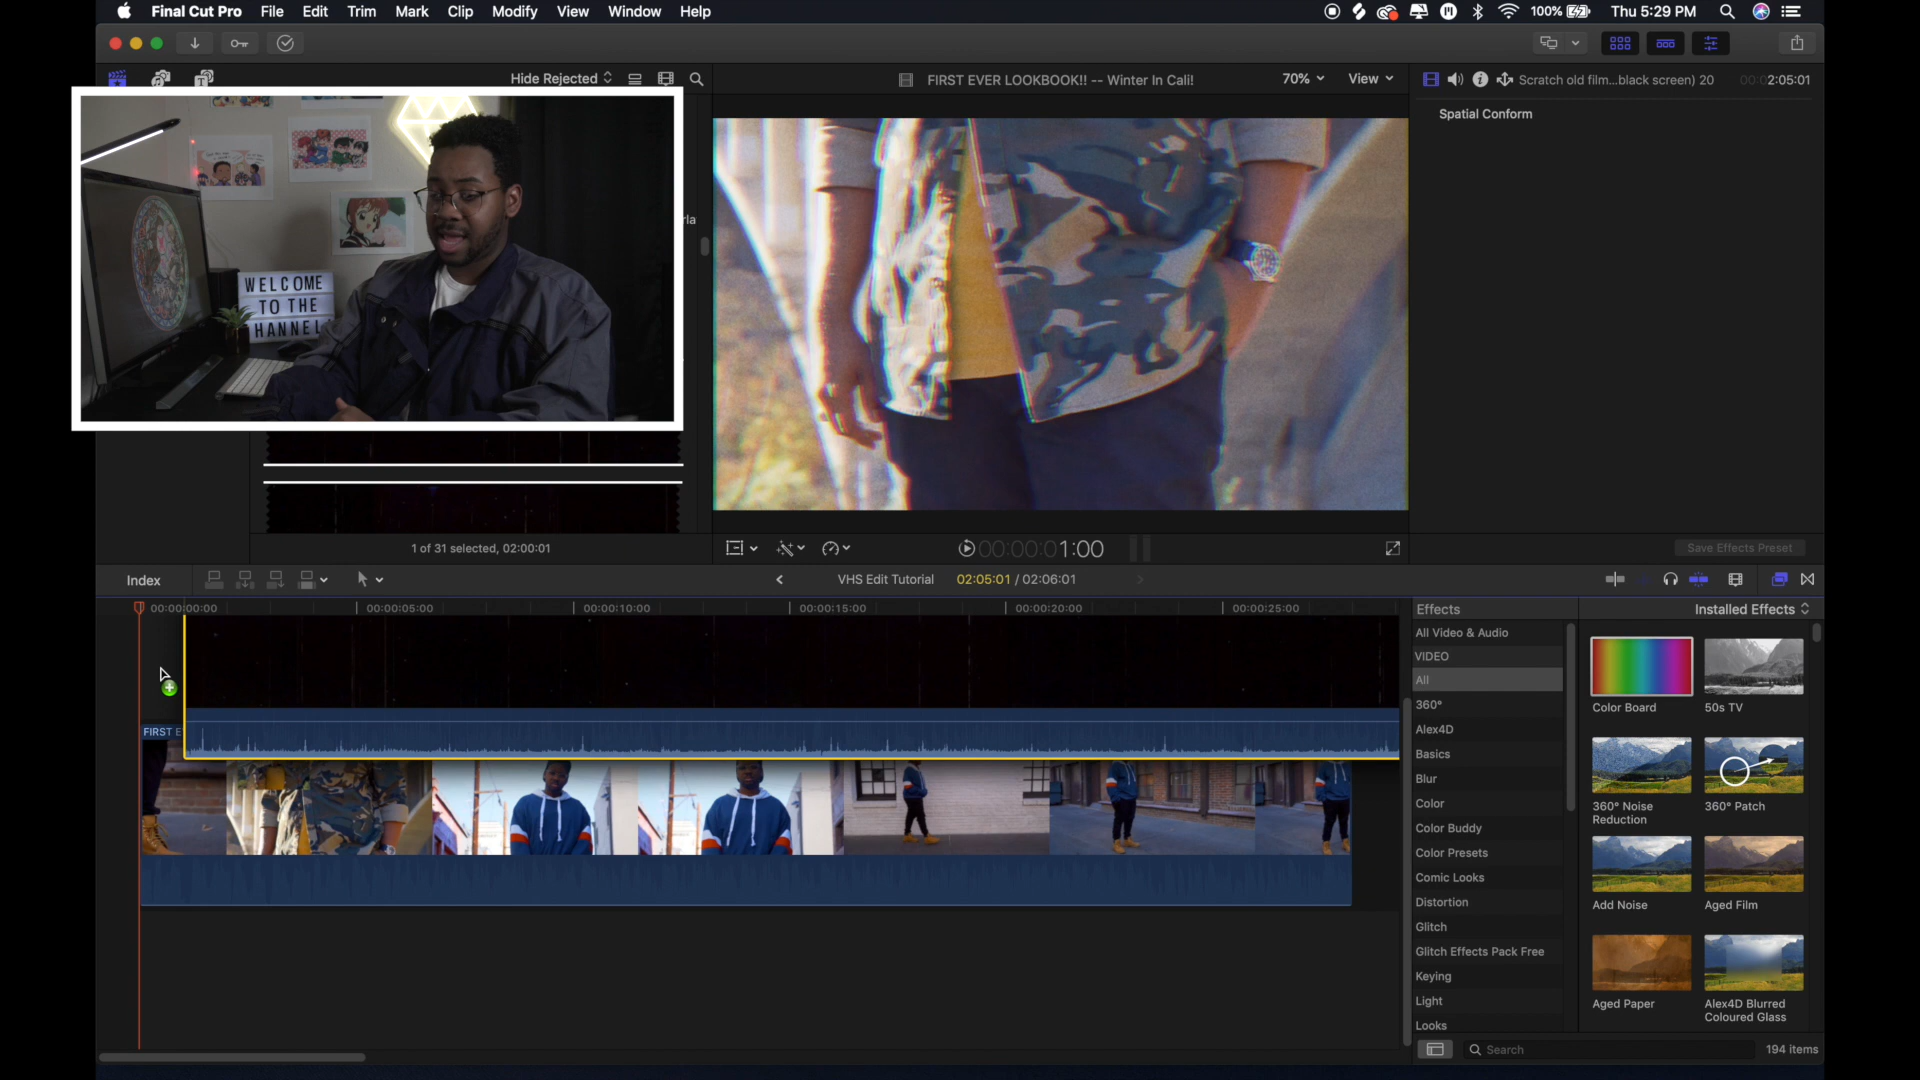 Final Cut Pro File Edit Trim Mark Clip Modify View Window Help
100% Thu 5:29 PM
Hide Rejected
FIRST EVER LOOKBOOK!! -- Winter In Cali!
70% View
Scratch old film...black screen) 20
00:02:05:01
Spatial Conform
WELCOME
TO THE
HANNEL
rla
1 of 31 selected, 02:00:01
00:00:01:00
Save Effects Preset
Index
VHS Edit Tutorial
02:05:01 / 02:06:01
00:00:00:00 00:00:05:00 00:00:10:00 00:00:15:00 00:00:20:00 00:00:25:00
FIRST E
Effects
Installed Effects
All Video & Audio
VIDEO
All
360°
Alex4D
Basics
Blur
Color
Color Buddy
Color Presets
Comic Looks
Distortion
Glitch
Glitch Effects Pack Free
Keying
Light
Looks
Color Board
50s TV
360° Noise
Reduction
360° Patch
Add Noise
Aged Film
Aged Paper
Alex4D Blurred
Coloured Glass
Search
194 items